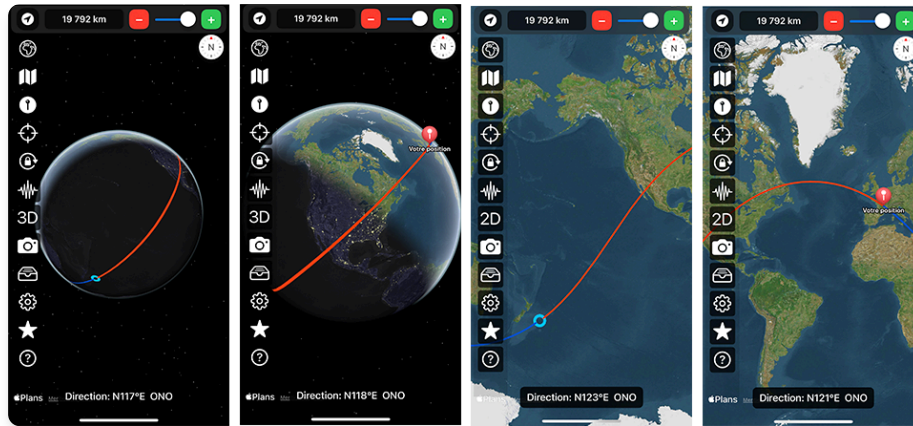 19 792 km
N
3D
Plans
Direction: N117°E ONO
19 792 km
N
Votre position
3D
Plans
Direction: N118°E ONO
19 792 km
N
2D
Plans
Direction: N123°E ONO
19 792 km
N
Votre position
2D
Plans
Direction: N121°E ONO